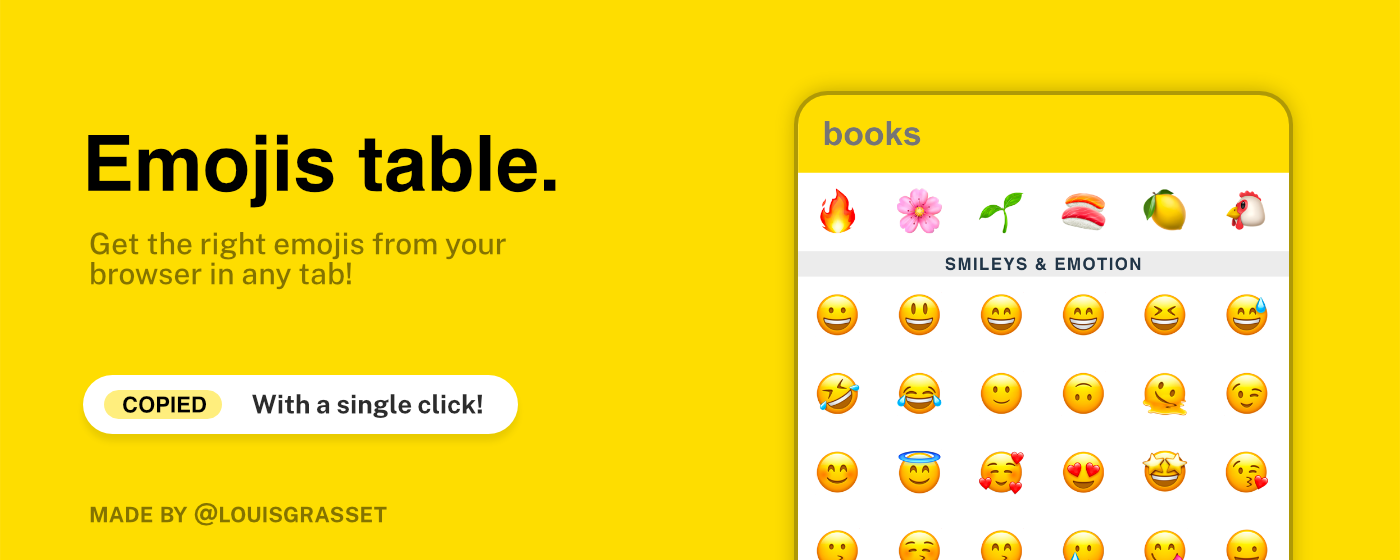 Emojis table.
Get the right emojis from your
browser in any tab!
COPIED With a single click!
MADE BY @LOUISGRASSET
books
SMILEYS & EMOTION